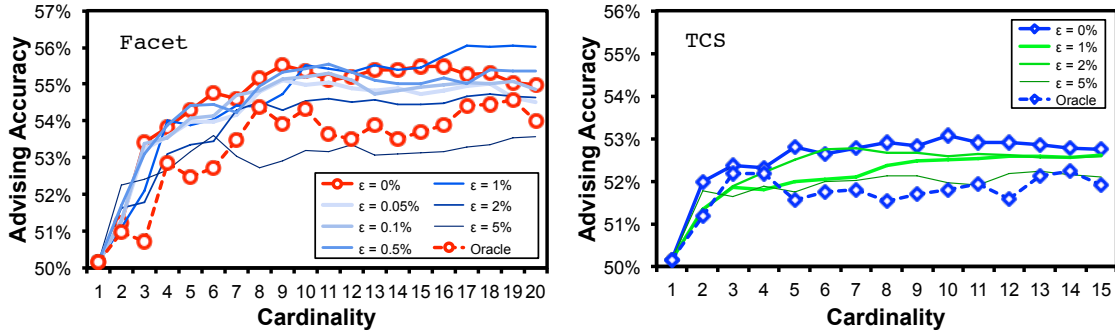 Facet
Advising Accuracy
57%
56%
55%
54%
53%
52%
51%
50%
ε = 0%
ε = 0.05%
ε = 0.1%
ε = 0.5%
ε = 1%
ε = 2%
ε = 5%
Oracle
1 2 3 4 5 6 7 8 9 10 11 12 13 14 15 16 17 18 19 20
Cardinality
TCS
Advising Accuracy
56%
55%
54%
53%
52%
51%
50%
ε = 0%
ε = 1%
ε = 2%
ε = 5%
Oracle
1 2 3 4 5 6 7 8 9 10 11 12 13 14 15
Cardinality